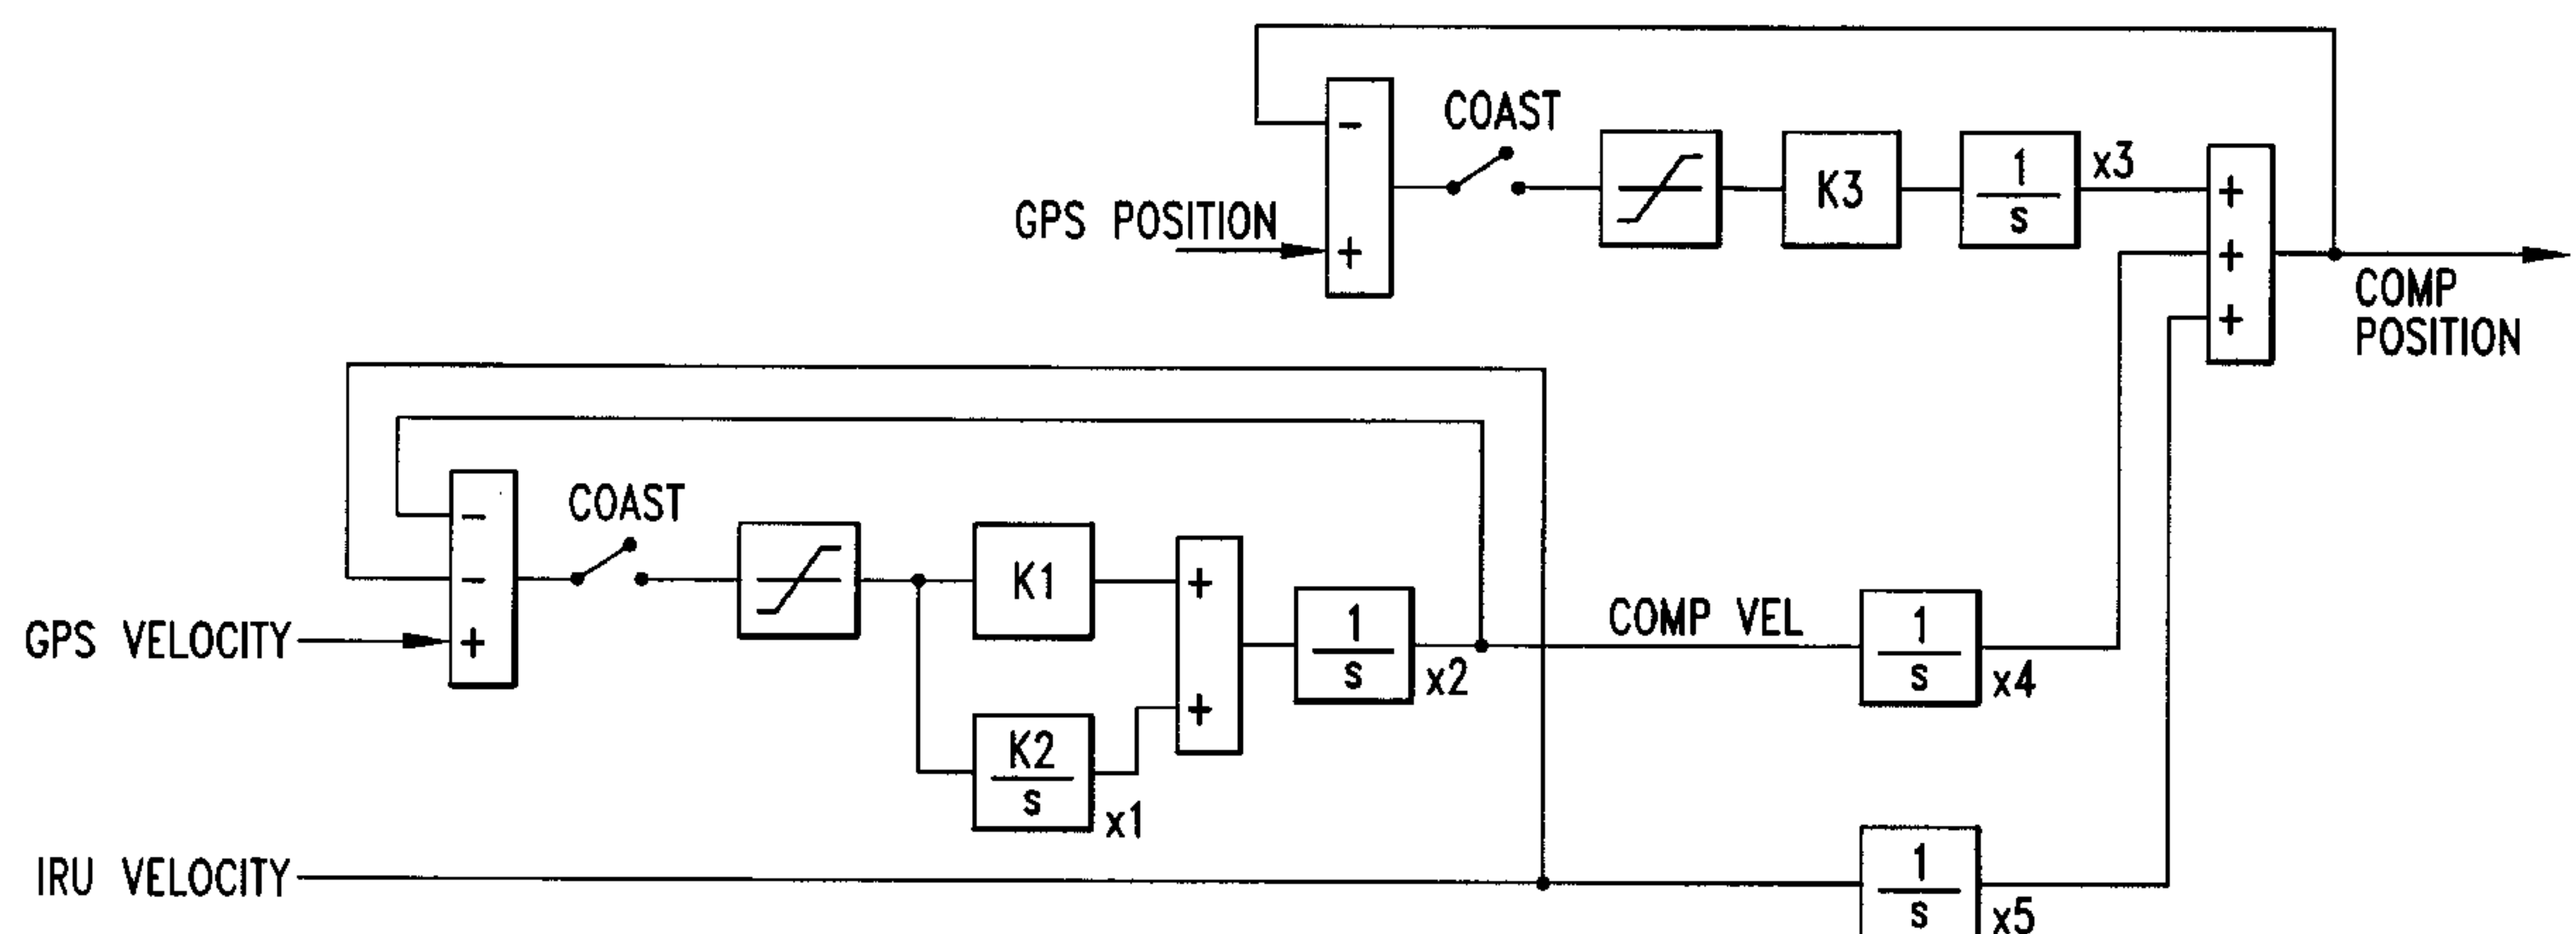 COAST
−
GPS POSITION
+
K3
1
s
x3
+
+
+
COMP
POSITION
COAST
−
−
GPS VELOCITY
+
K1
K2
s
x1
+
+
1
s
x2
COMP VEL
1
s
x4
IRU VELOCITY
1
s
x5